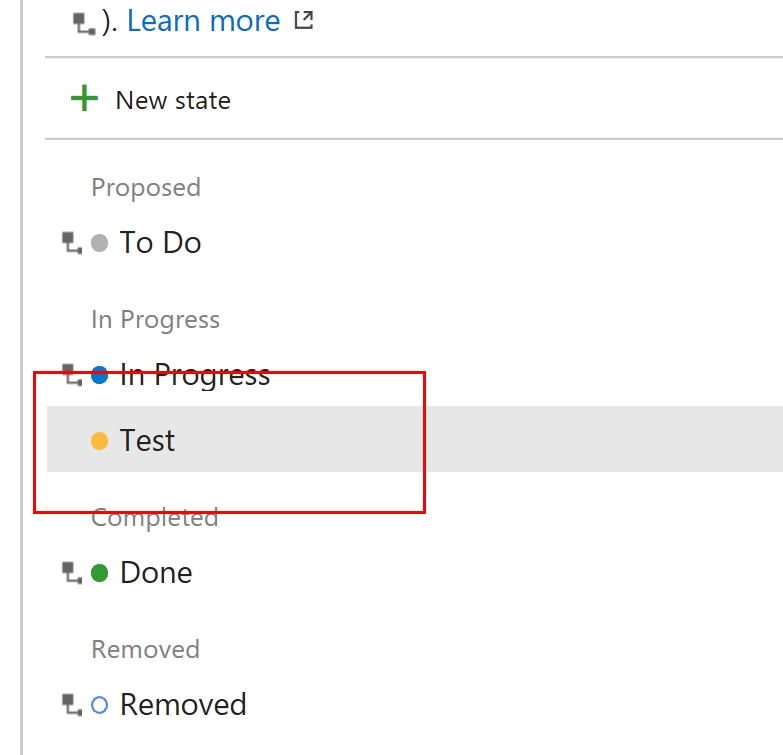 ). Learn more
New state
Proposed
To Do
In Progress
In Progress
Test
Completed
Done
Removed
Removed